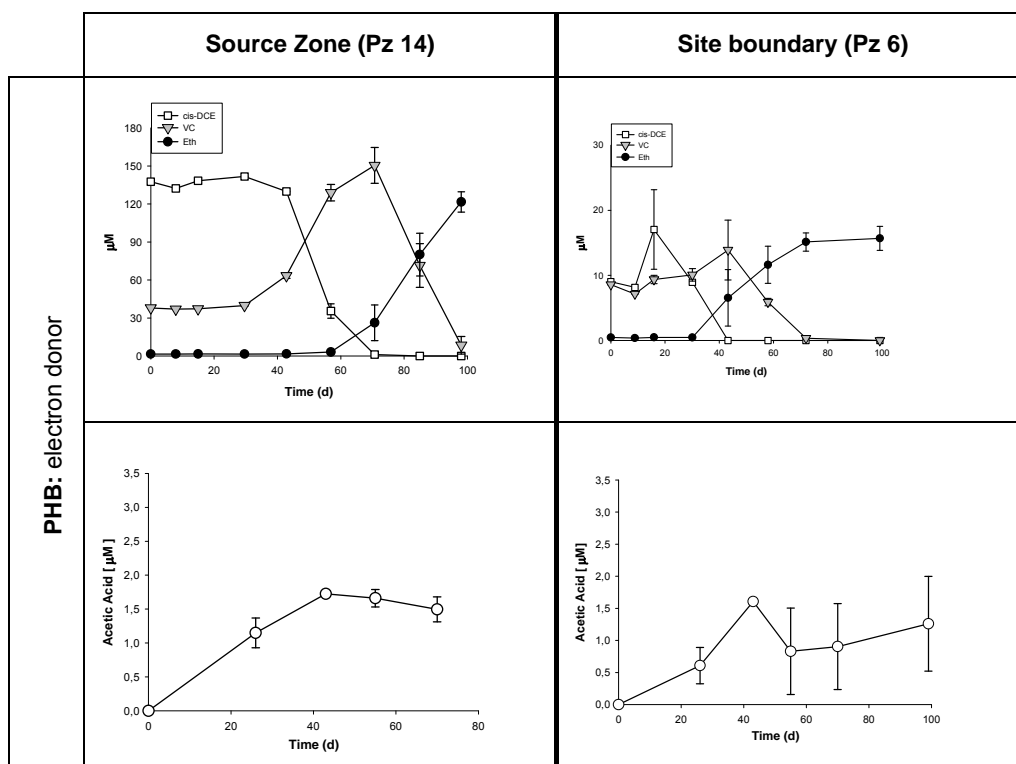 Source Zone (Pz 14)
Site boundary (Pz 6)
PHB: electron donor
cis-DCE
VC
Eth
180
150
120
90
60
30
0
µM
0 20 40 60 80 100
Time (d)
cis-DCE
VC
Eth
30
20
10
0
µM
0 20 40 60 80 100
Time (d)
3,5
3,0
2,5
2,0
1,5
1,0
0,5
0,0
Acetic Acid [ µM ]
0 20 40 60 80
Time (d)
3,5
3,0
2,5
2,0
1,5
1,0
0,5
0,0
Acetic Acid [ µM]
0 20 40 60 80 100
Time (d)